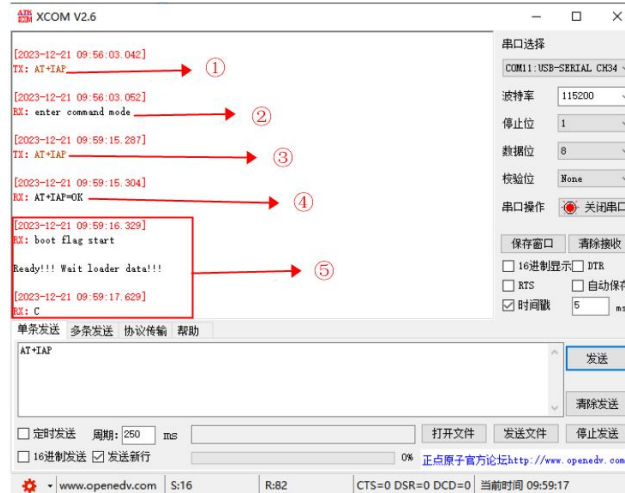 XCOM V2.6
[2023-12-21 09:56:03.042]
TX: AT+IAP
①
[2023-12-21 09:56:03.052]
RX: enter command mode
②
[2023-12-21 09:59:15.287]
TX: AT+IAP
③
[2023-12-21 09:59:15.304]
RX: AT+IAP=OK
④
[2023-12-21 09:59:16.329]
RX: boot flag start
Ready!!! Wait loader data!!!
⑤
[2023-12-21 09:59:17.629]
RX: C
串口选择
COM11:USB-SERIAL CH34
波特率 115200
停止位 1
数据位 8
校验位 None
串口操作 关闭串口
保存窗口 清除接收
16进制显示 DTR
RTS 自动保存
时间戳 5 ms
单条发送 多条发送 协议传输 帮助
AT+IAP
发送
清除发送
定时发送 周期: 250 ms 打开文件 发送文件 停止发送
16进制发送 发送新行 0% 正点原子官方论坛http://www.openedv.com
www.openedv.com S:16 R:82 CTS=0 DSR=0 DCD=0 当前时间 09:59:17